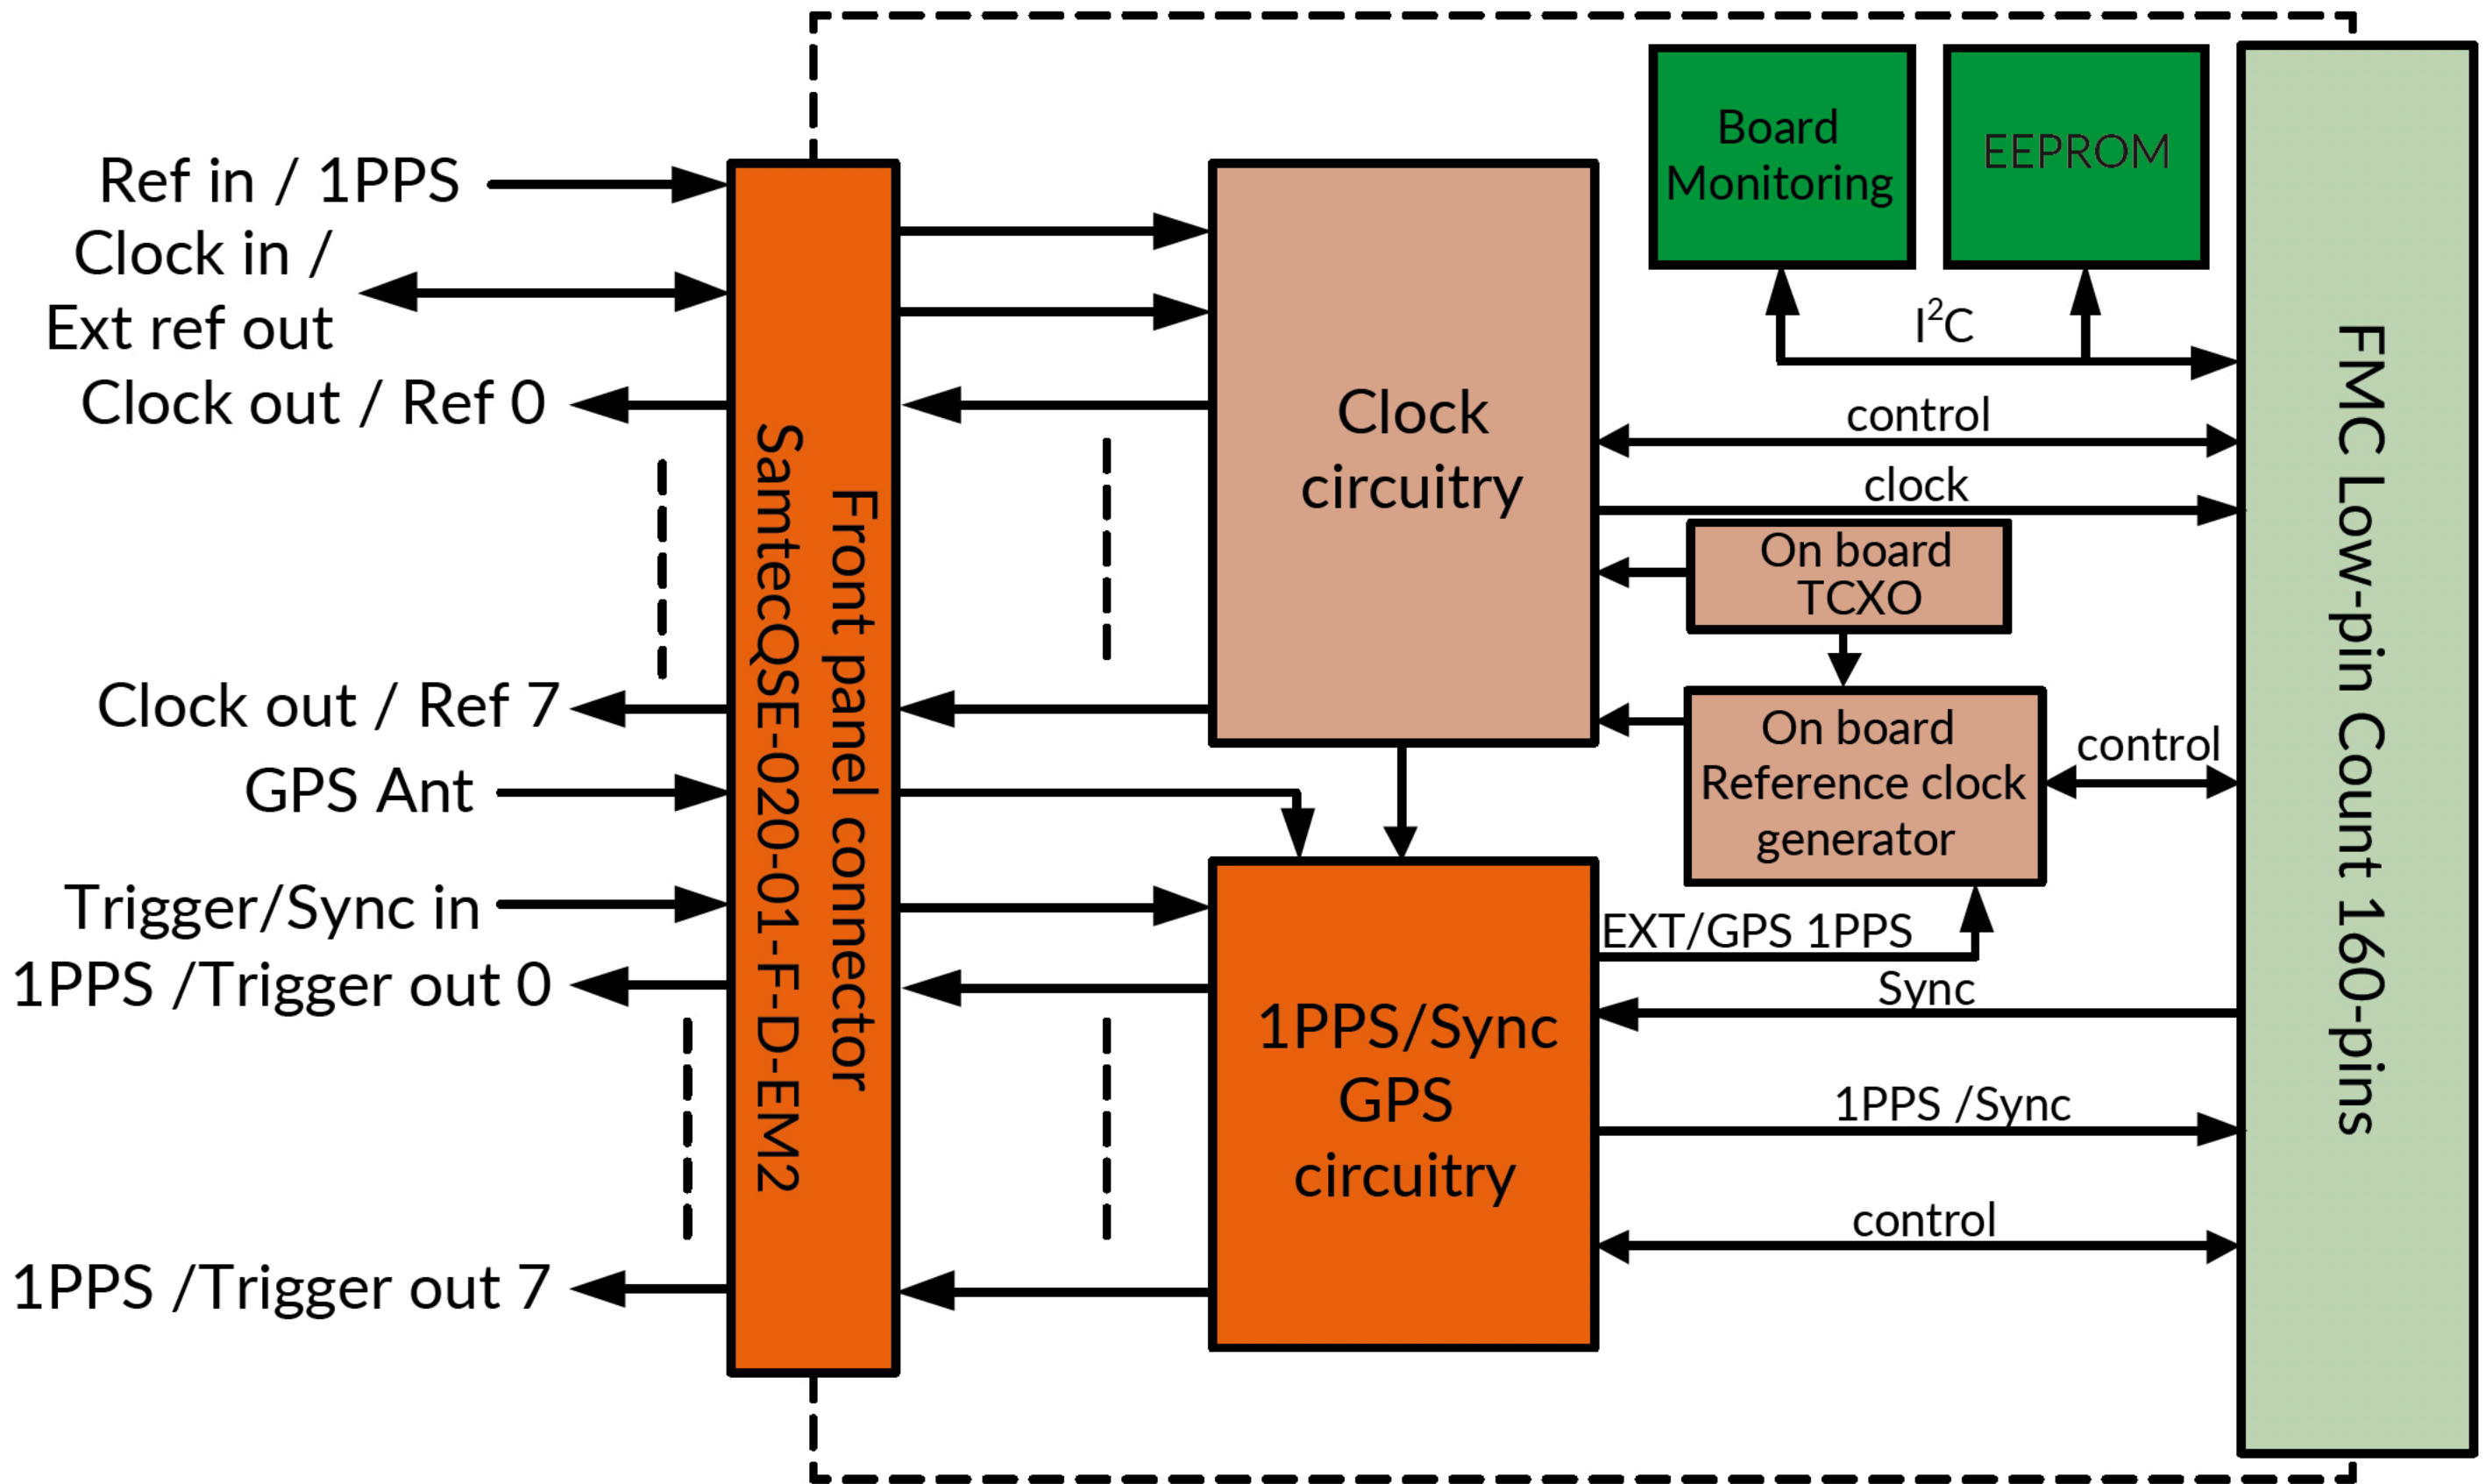 Ref in / 1PPS
Clock in /
Ext ref out
Clock out / Ref 0
Clock out / Ref 7
GPS Ant
Trigger/Sync in
1PPS /Trigger out 0
1PPS /Trigger out 7
Front panel connector
SamtecQSE-020-01-F-D-EM2
Clock
circuitry
1PPS/Sync
GPS
circuitry
Board
Monitoring
EEPROM
I²C
control
clock
On board
TCXO
On board
Reference clock
generator
control
EXT/GPS 1PPS
Sync
1PPS /Sync
control
FMC Low-pin Count 160-pins